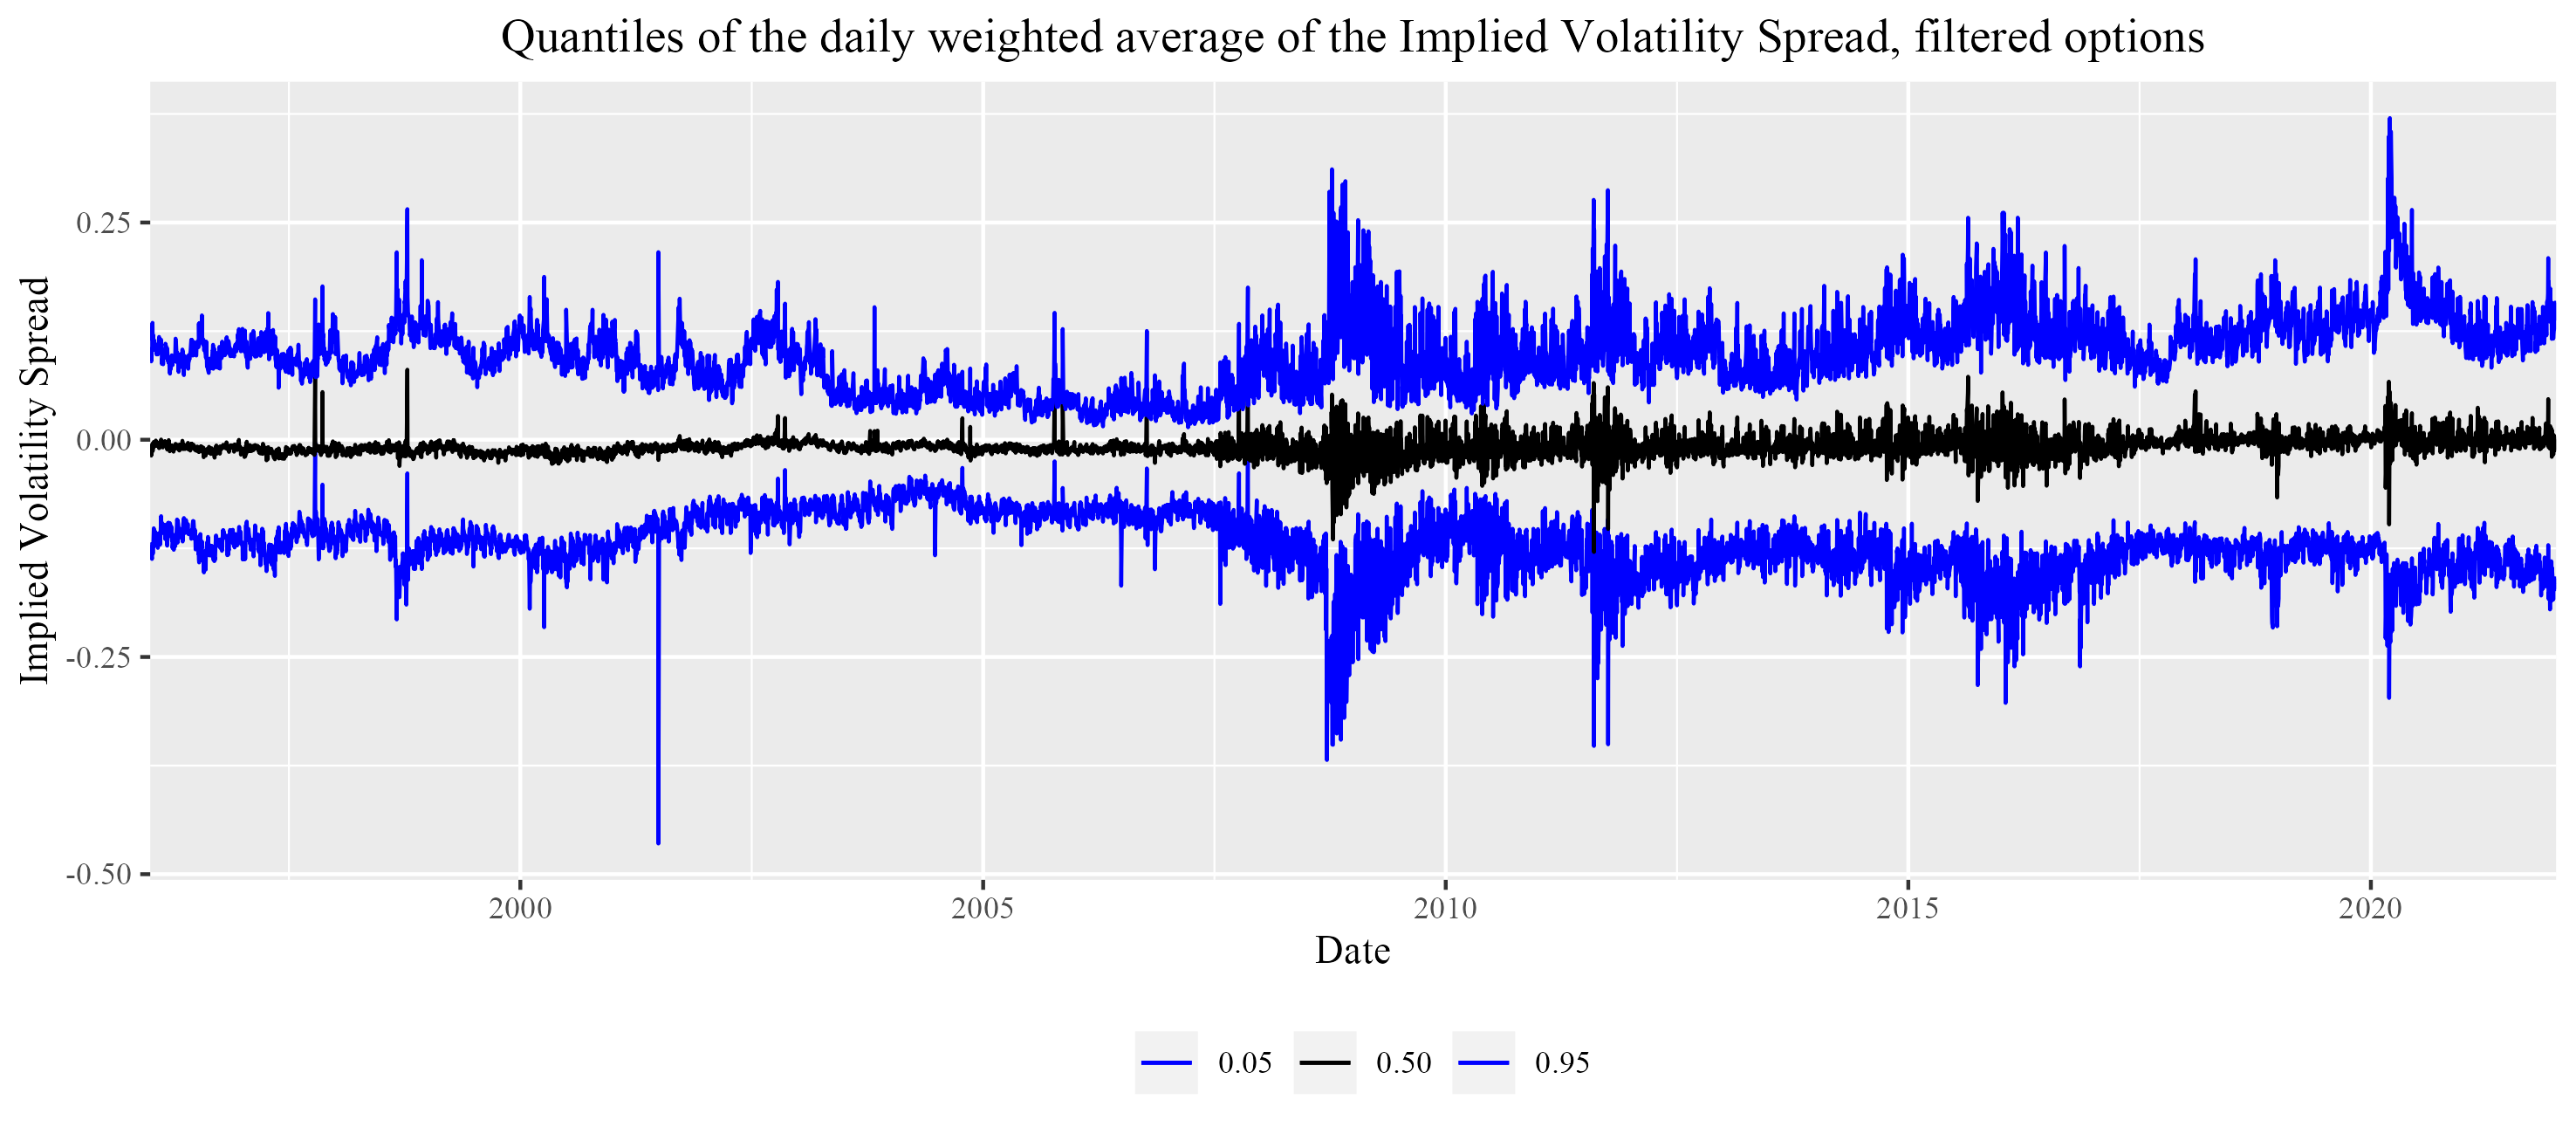 Quantiles of the daily weighted average of the Implied Volatility Spread, filtered options
Implied Volatility Spread
0.25
0.00
-0.25
-0.50
2000 2005 2010 2015 2020
Date
0.05 0.50 0.95